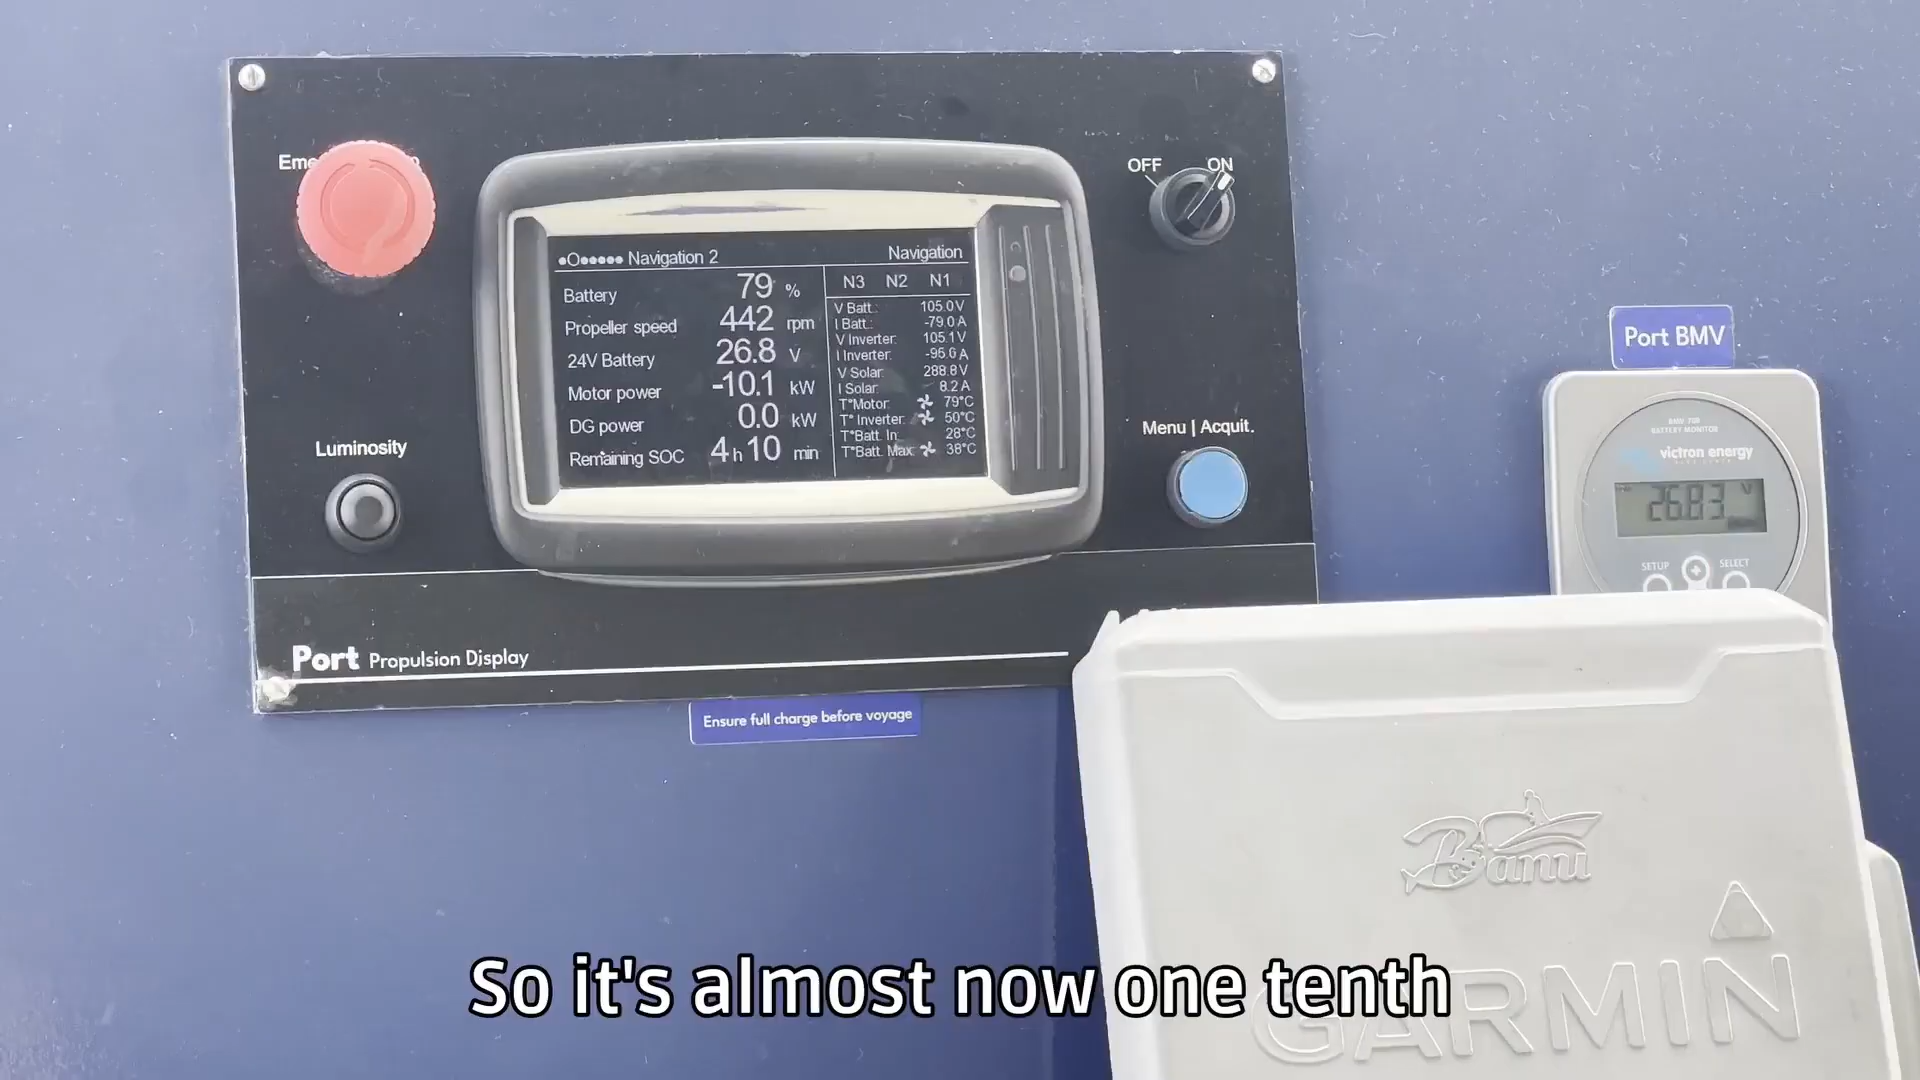 OFF ON
●O●●●●● Navigation 2 Navigation
Battery 79 %
Propeller speed 442 rpm
24V Battery 26.8 V
Motor power -10.1 kW
DG power 0.0 kW
Remaining SOC 4 h 10 min
N3 N2 N1
V Batt.: 105.0 V
I Batt.: -79.0 A
V Inverter: 105.1 V
I Inverter: -95.0 A
V Solar: 288.8 V
I Solar: 8.2 A
T°Motor: 79°C
T° Inverter: 50°C
T°Batt. In: 28°C
T°Batt. Max: 38°C
Luminosity
Menu | Acquit.
Port Propulsion Display
Ensure full charge before voyage
Port BMV
BATTERY MONITOR
victron energy
26.83 V
SETUP SELECT
Banu
GARMIN
So it's almost now one tenth